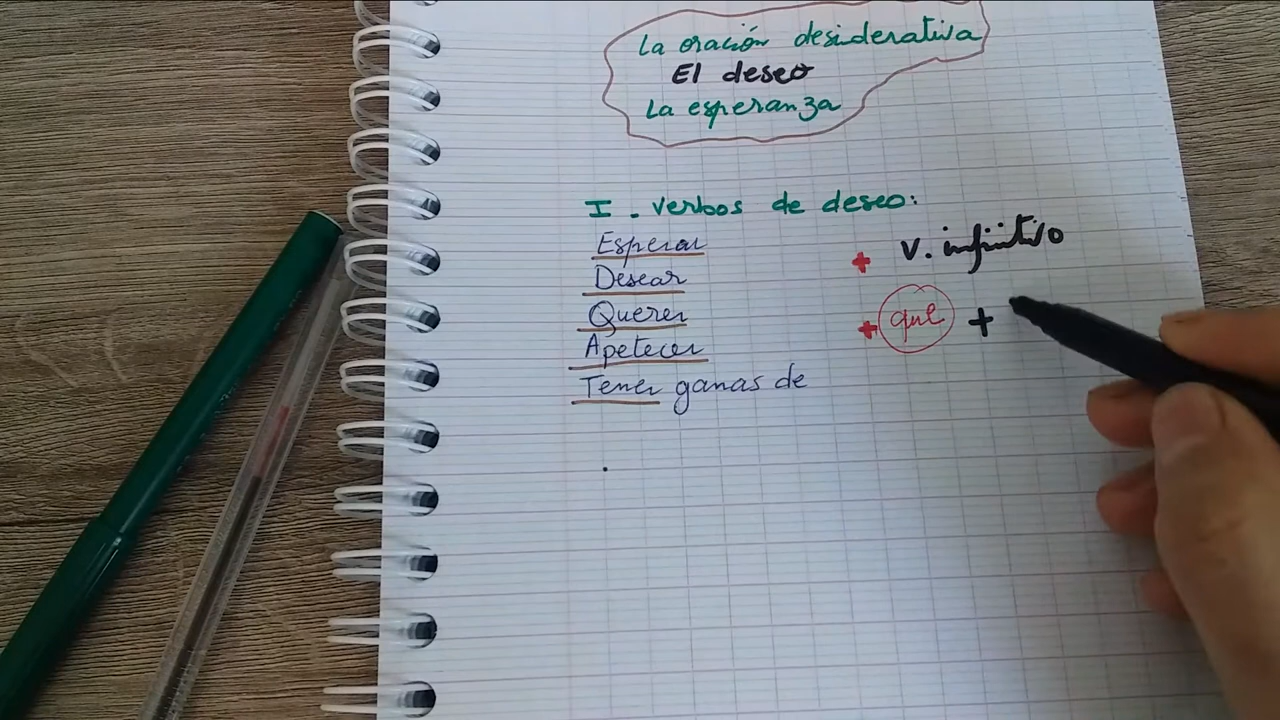 La oración desiderativa
El deseo
La esperanza
I. Verbos de deseo:
Esperar
Desear
Querer
Apetecer
Tener ganas de
+ V. infinitivo
+ que +